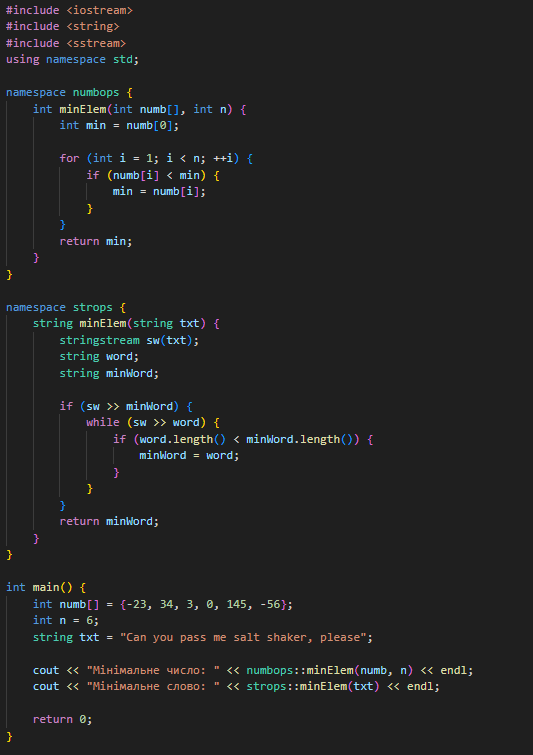 #include <iostream>
#include <string>
#include <sstream>
using namespace std;

namespace numbops {
    int minElem(int numb[], int n) {
        int min = numb[0];

        for (int i = 1; i < n; ++i) {
            if (numb[i] < min) {
                min = numb[i];
            }
        }
        return min;
    }
}

namespace strops {
    string minElem(string txt) {
        stringstream sw(txt);
        string word;
        string minWord;

        if (sw >> minWord) {
            while (sw >> word) {
                if (word.length() < minWord.length()) {
                    minWord = word;
                }
            }
        }
        return minWord;
    }
}

int main() {
    int numb[] = {-23, 34, 3, 0, 145, -56};
    int n = 6;
    string txt = "Can you pass me salt shaker, please";

    cout << "Мінімальне число: " << numbops::minElem(numb, n) << endl;
    cout << "Мінімальне слово: " << strops::minElem(txt) << endl;

    return 0;
}